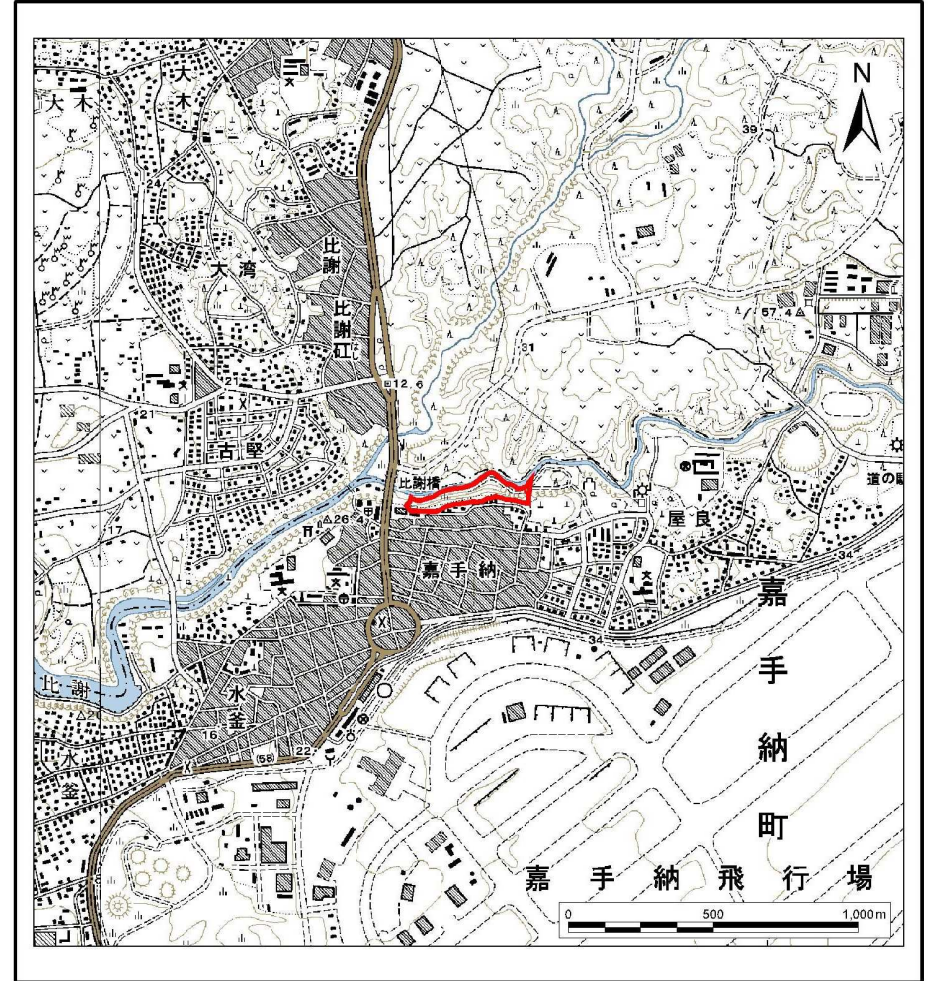 N
大木
大木
39
24
大湾
比謝
比謝江
57.4
31
12.6
21
21
古堅
比謝橋
道の駅
屋良
26.4
17
34
嘉手納
嘉手納町
34
比謝
水釜
16
(58)
22
水釜
嘉手納飛行場
0 500 1,000m